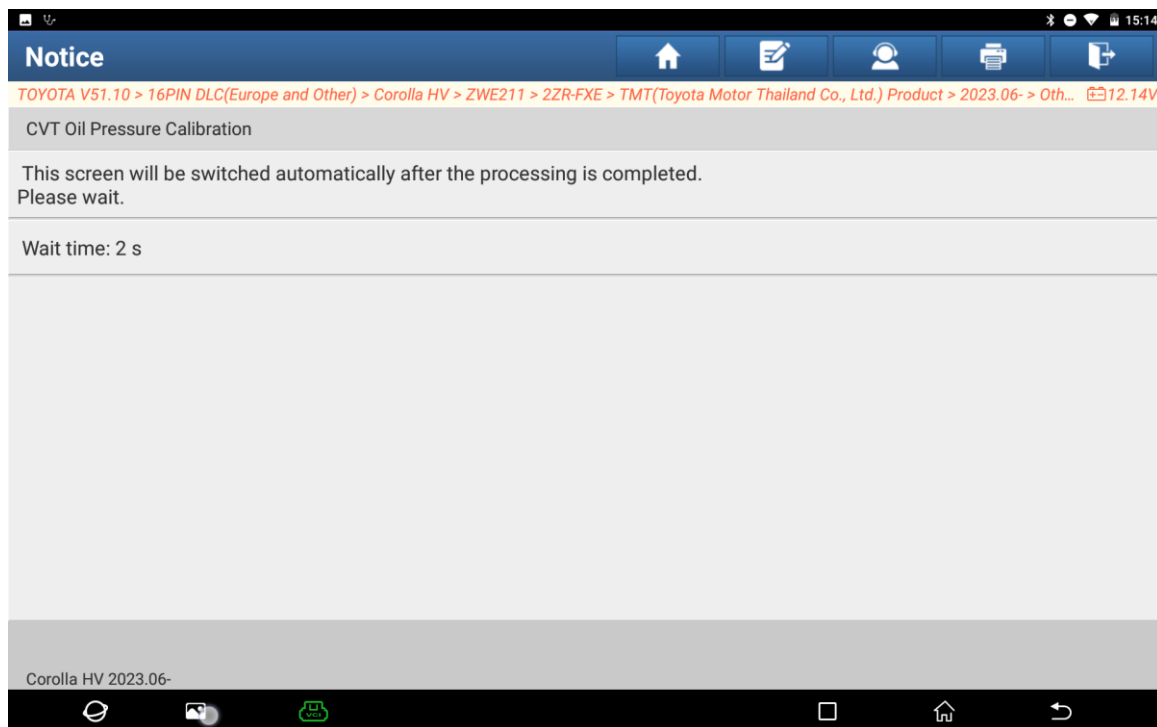 15:14
Notice
TOYOTA V51.10 > 16PIN DLC(Europe and Other) > Corolla HV > ZWE211 > 2ZR-FXE > TMT(Toyota Motor Thailand Co., Ltd.) Product > 2023.06- > Oth... 12.14V
CVT Oil Pressure Calibration
This screen will be switched automatically after the processing is completed.
Please wait.
Wait time: 2 s
Corolla HV 2023.06-
VCI